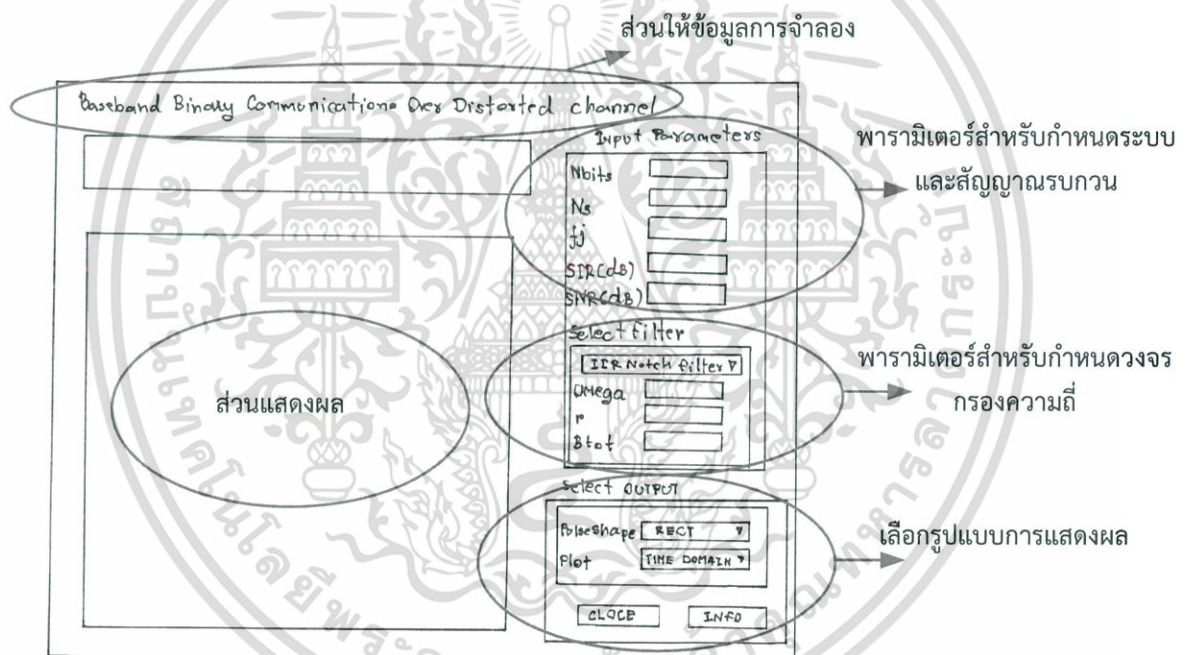 ส่วนให้ข้อมูลการจำลอง
Baseband Binary Communications Over Distorted channel
Input Parameters
Nbits
Ns
fj
SIR(dB)
SNR(dB)
พารามิเตอร์สำหรับกำหนดระบบ
และสัญญาณรบกวน
Select filter
IIR Notch filter
Omega
r
Btot
พารามิเตอร์สำหรับกำหนดวงจร
กรองความถี่
ส่วนแสดงผล
Select OUTPUT
Pulseshape RECT
Plot TIME DOMAIN
CLOCE INFO
เลือกรูปแบบการแสดงผล